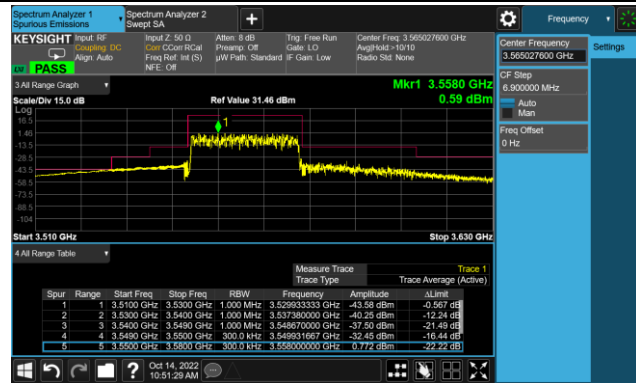 Spectrum Analyzer 1
Spurious Emissions
Spectrum Analyzer 2
Swept SA
Frequency
KEYSIGHT
Input: RF
Coupling: DC
Align: Auto
Input Z: 50 Ω
Corr CCorr RCal
Freq Ref: Int (S)
NFE: Off
Atten: 8 dB
Preamp: Off
µW Path: Standard
Trig: Free Run
Gate: LO
IF Gain: Low
Center Freq: 3.565027600 GHz
Avg|Hold:>10/10
Radio Std: None
PASS
Center Frequency
3.565027600 GHz
Settings
CF Step
6.900000 MHz
Auto
Man
Freq Offset
0 Hz
3 All Range Graph
Mkr1 3.5580 GHz
0.59 dBm
Scale/Div 15.0 dB
Ref Value 31.46 dBm
Log
16.5
1.46
-13.5
-28.5
-43.5
-58.5
-73.5
-88.5
-104
1
Start 3.510 GHz
Stop 3.630 GHz
4 All Range Table
Measure Trace Trace 1
Trace Type Trace Average (Active)
Spur Range Start Freq Stop Freq RBW Frequency Amplitude ΔLimit
1 1 3.5100 GHz 3.5300 GHz 1.000 MHz 3.529933333 GHz -43.58 dBm -0.567 dB
2 2 3.5300 GHz 3.5400 GHz 1.000 MHz 3.537380000 GHz -40.25 dBm -12.24 dB
3 3 3.5400 GHz 3.5490 GHz 1.000 MHz 3.548670000 GHz -37.50 dBm -21.49 dB
4 4 3.5490 GHz 3.5500 GHz 300.0 kHz 3.549931667 GHz -32.45 dBm -16.44 dB
5 5 3.5500 GHz 3.5800 GHz 300.0 kHz 3.558000000 GHz 0.772 dBm -22.22 dB
Oct 14, 2022
10:51:29 AM